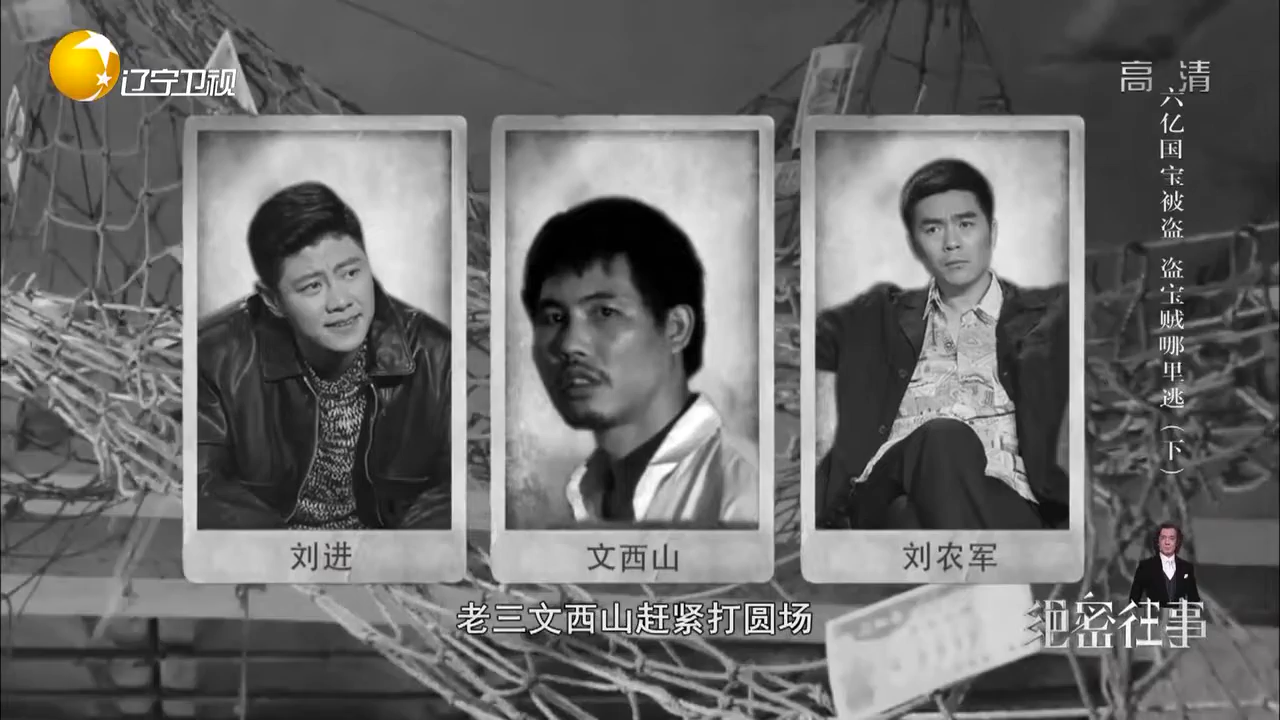 辽宁卫视
高清
六亿国宝被盗 盗宝贼哪里逃（下）
刘进
文西山
刘农军
老三文西山赶紧打圆场
绝密往事